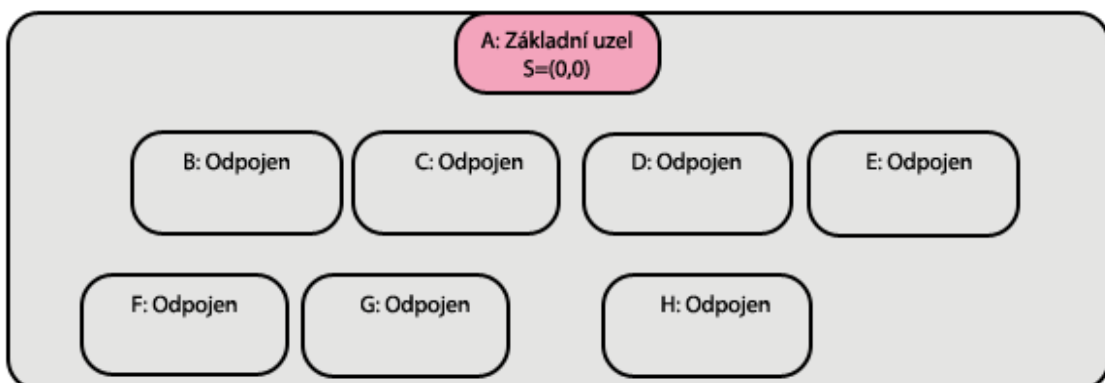 A: Základní uzel
S=(0,0)
B: Odpojen
C: Odpojen
D: Odpojen
E: Odpojen
F: Odpojen
G: Odpojen
H: Odpojen